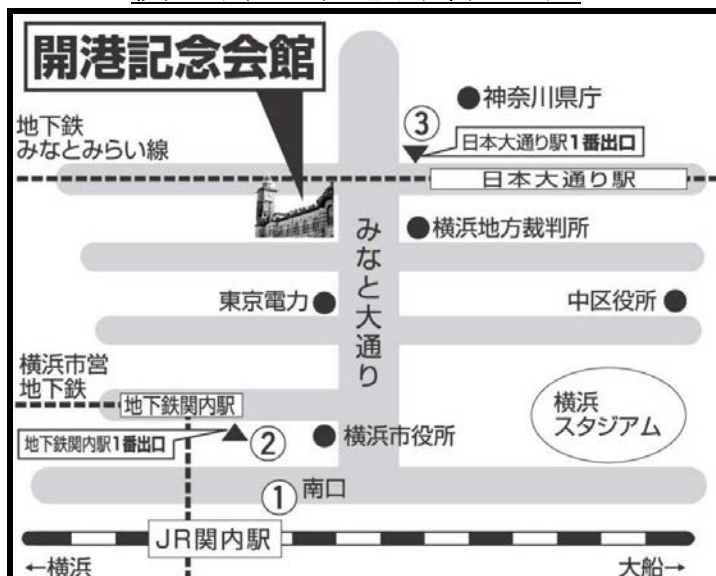 開港記念会館
●神奈川県庁
地下鉄
みなとみらい線
③
日本大通り駅1番出口
日本大通り駅
みなと大通り
●横浜地方裁判所
東京電力●
中区役所●
横浜市営
地下鉄
地下鉄関内駅
地下鉄関内駅1番出口
②
●横浜市役所
横浜
スタジアム
①南口
JR関内駅
←横浜
大船→